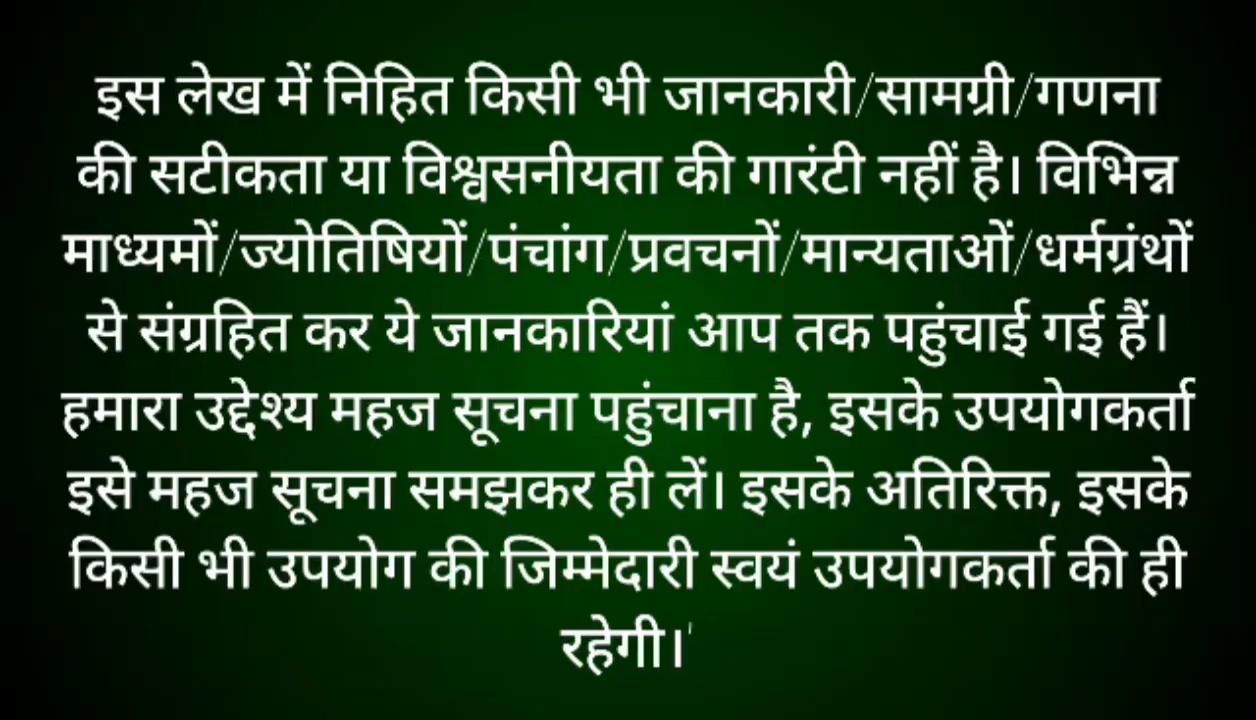 इस लेख में निहित किसी भी जानकारी/सामग्री/गणना
की सटीकता या विश्वसनीयता की गारंटी नहीं है। विभिन्न
माध्यमों/ज्योतिषियों/पंचांग/प्रवचनों/मान्यताओं/धर्मग्रंथों
से संग्रहित कर ये जानकारियां आप तक पहुंचाई गई हैं।
हमारा उद्देश्य महज सूचना पहुंचाना है, इसके उपयोगकर्ता
इसे महज सूचना समझकर ही लें। इसके अतिरिक्त, इसके
किसी भी उपयोग की जिम्मेदारी स्वयं उपयोगकर्ता की ही
रहेगी।'